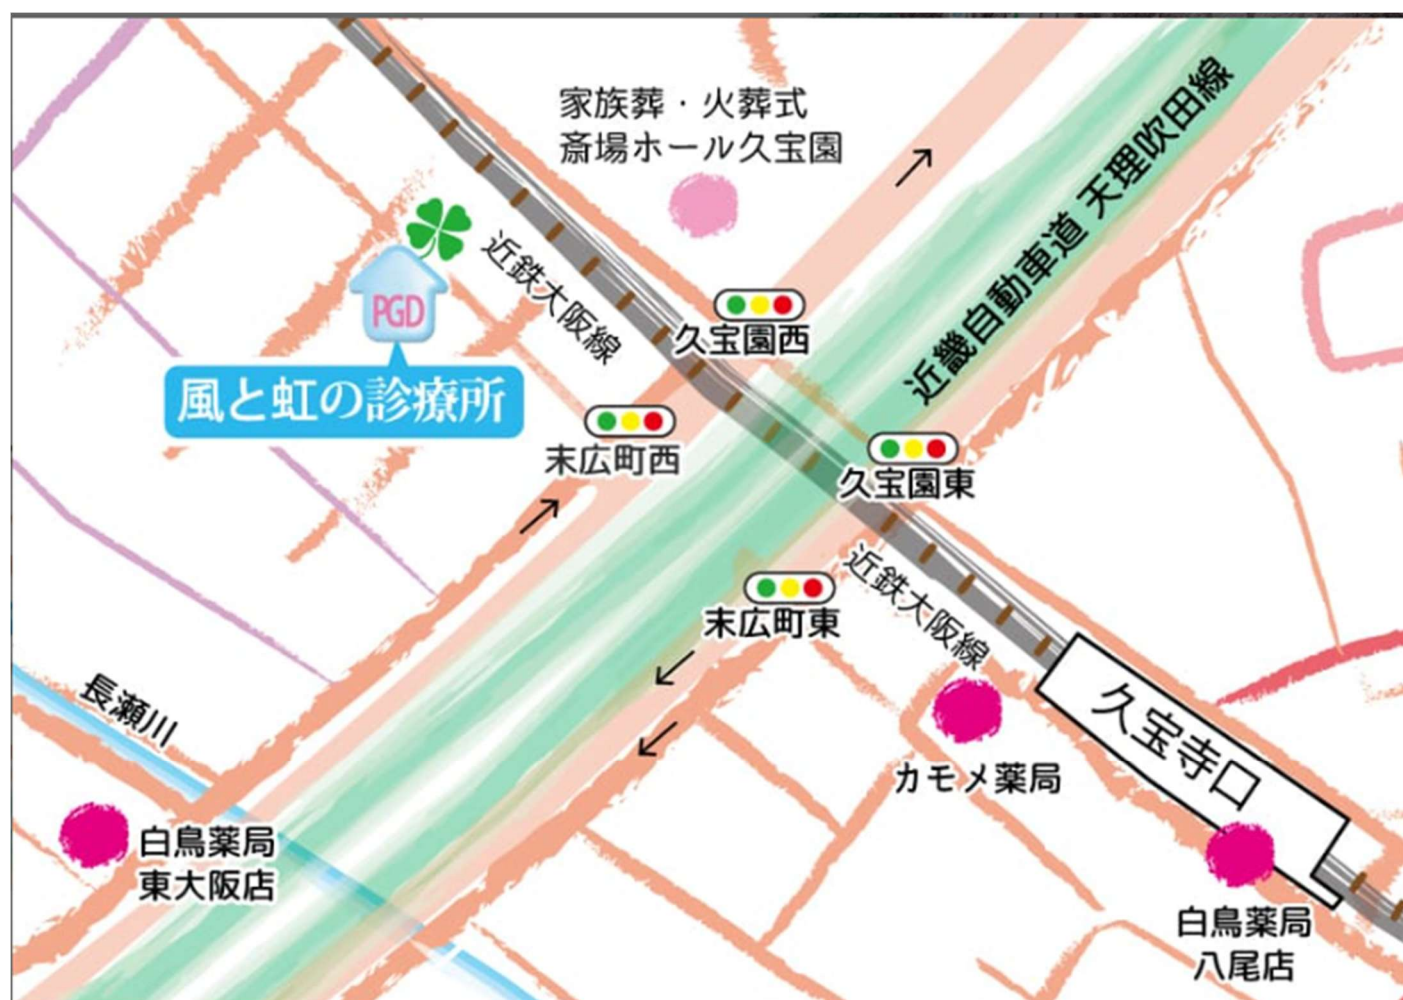 家族葬・火葬式
斎場ホール久宝園
近畿自動車道 天理吹田線
近鉄大阪線
PGD
久宝園西
風と虹の診療所
末広町西
久宝園東
近鉄大阪線
末広町東
長瀬川
久宝寺口
カモメ薬局
白鳥薬局
東大阪店
白鳥薬局
八尾店